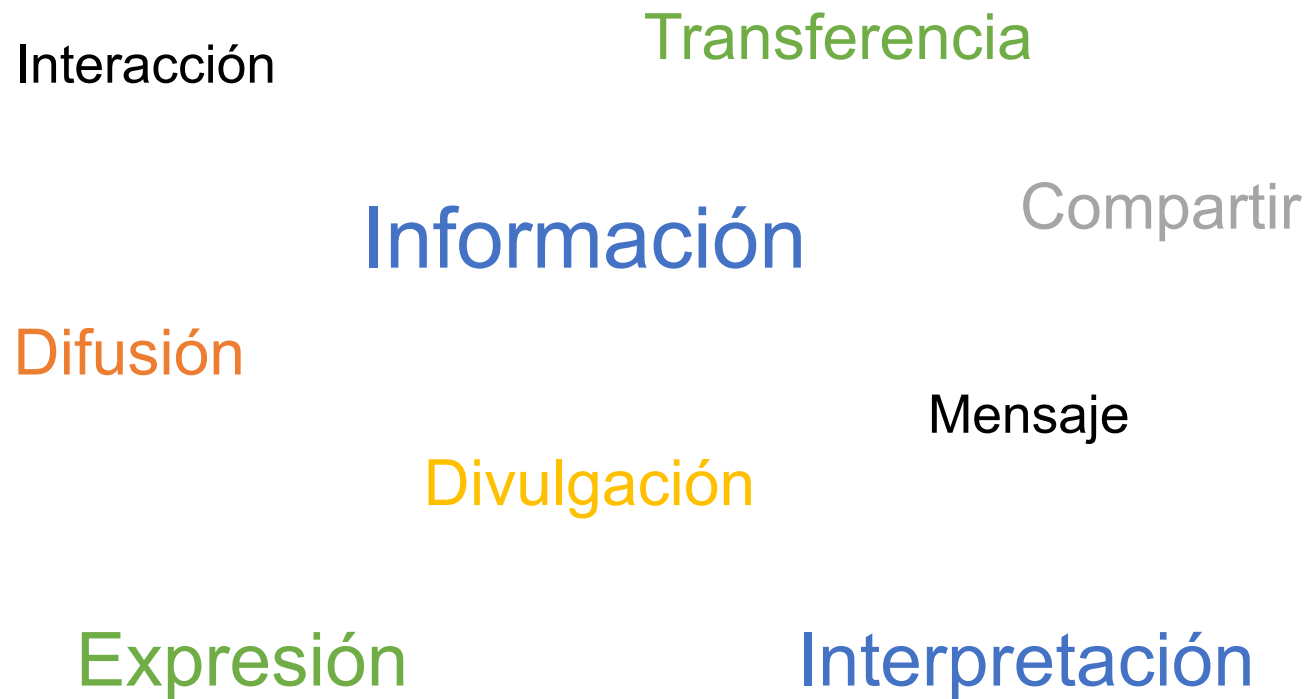 Transferencia
Interacción
Compartir
Información
Difusión
Mensaje
Divulgación
Expresión
Interpretación